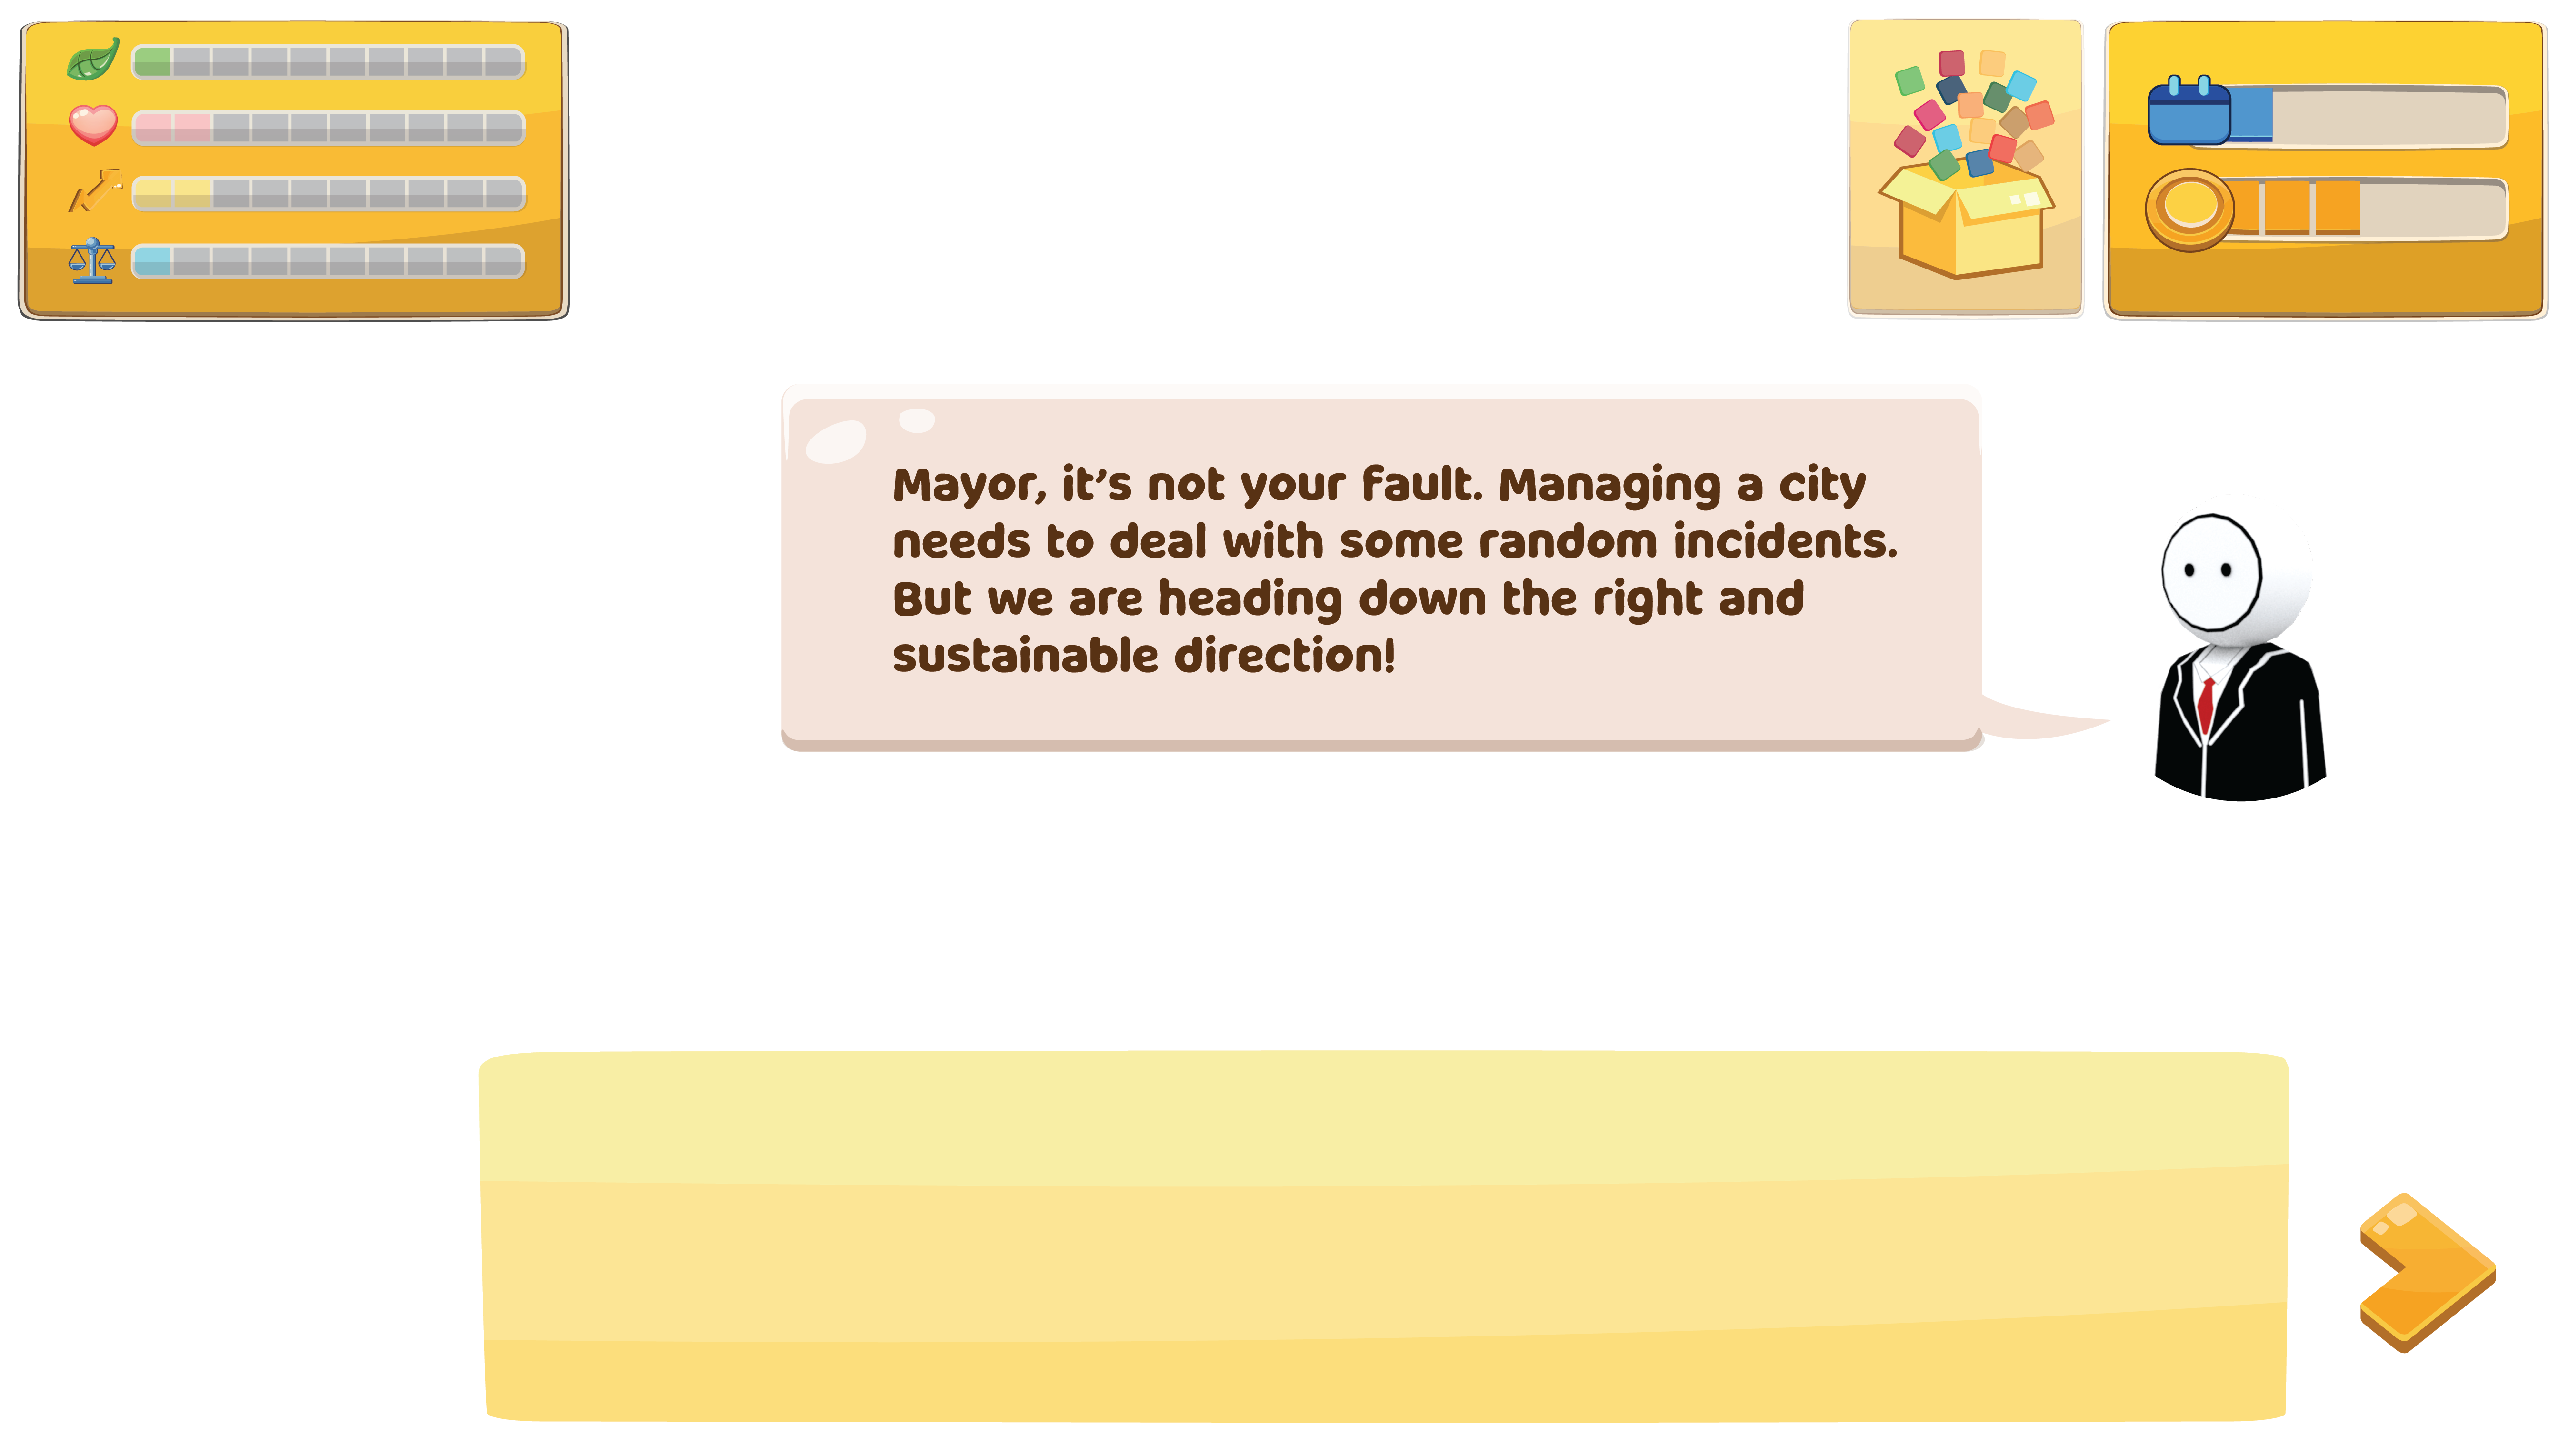 Mayor, it’s not your fault. Managing a city
needs to deal with some random incidents.
But we are heading down the right and
sustainable direction!